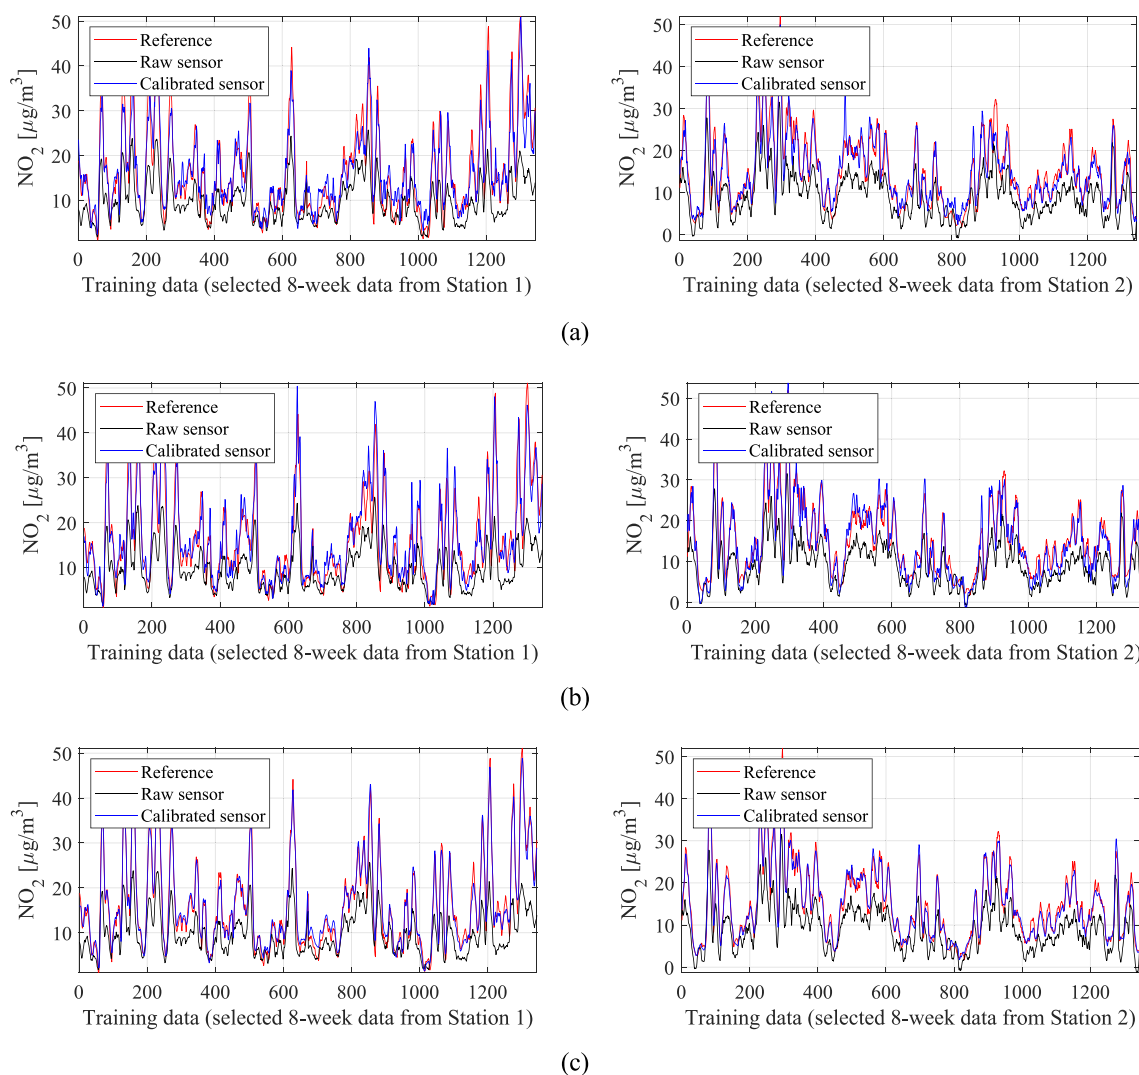 50
40
30
20
10
NO2 [µg/m3]
Reference
Raw sensor
Calibrated sensor
0 200 400 600 800 1000 1200
Training data (selected 8-week data from Station 1)
50
40
30
20
10
0
NO2 [µg/m3]
Reference
Raw sensor
Calibrated sensor
0 200 400 600 800 1000 1200
Training data (selected 8-week data from Station 2)
(a)
50
40
30
20
10
NO2 [µg/m3]
Reference
Raw sensor
Calibrated sensor
0 200 400 600 800 1000 1200
Training data (selected 8-week data from Station 1)
50
40
30
20
10
0
NO2 [µg/m3]
Reference
Raw sensor
Calibrated sensor
0 200 400 600 800 1000 1200
Training data (selected 8-week data from Station 2)
(b)
50
40
30
20
10
NO2 [µg/m3]
Reference
Raw sensor
Calibrated sensor
0 200 400 600 800 1000 1200
Training data (selected 8-week data from Station 1)
50
40
30
20
10
0
NO2 [µg/m3]
Reference
Raw sensor
Calibrated sensor
0 200 400 600 800 1000 1200
Training data (selected 8-week data from Station 2)
(c)